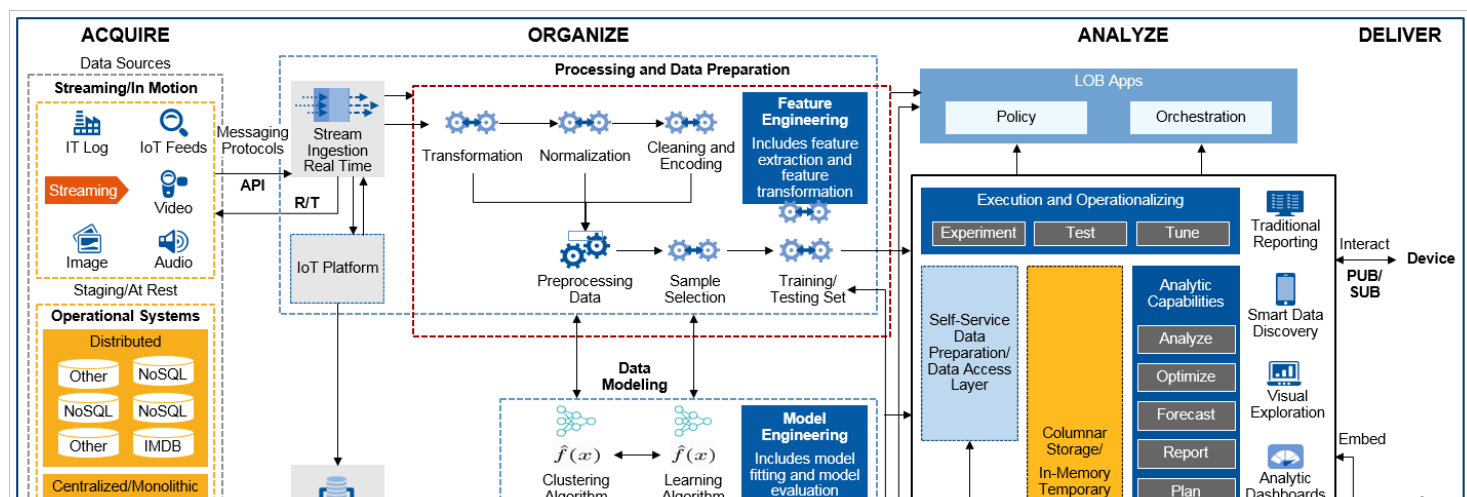 ACQUIRE
ORGANIZE
ANALYZE
DELIVER
Data Sources
Streaming/In Motion
IT Log
IoT Feeds
Streaming
Video
Image
Audio
Staging/At Rest
Operational Systems
Distributed
Other
NoSQL
NoSQL
NoSQL
Other
IMDB
Centralized/Monolithic
Messaging
Protocols
API
R/T
Processing and Data Preparation
Stream
Ingestion
Real Time
IoT Platform
Transformation
Normalization
Cleaning and
Encoding
Feature
Engineering
Includes feature
extraction and
feature
transformation
Preprocessing
Data
Sample
Selection
Training/
Testing Set
Data
Modeling
f̂(x)
f̂(x)
Clustering
Algorithm
Learning
Algorithm
Model
Engineering
Includes model
fitting and model
evaluation
LOB Apps
Policy
Orchestration
Execution and Operationalizing
Experiment
Test
Tune
Self-Service
Data
Preparation/
Data Access
Layer
Columnar
Storage/
In-Memory
Temporary
Analytic
Capabilities
Analyze
Optimize
Forecast
Report
Plan
Traditional
Reporting
Smart Data
Discovery
Visual
Exploration
Analytic
Dashboards
Interact
PUB/
SUB
Device
Embed